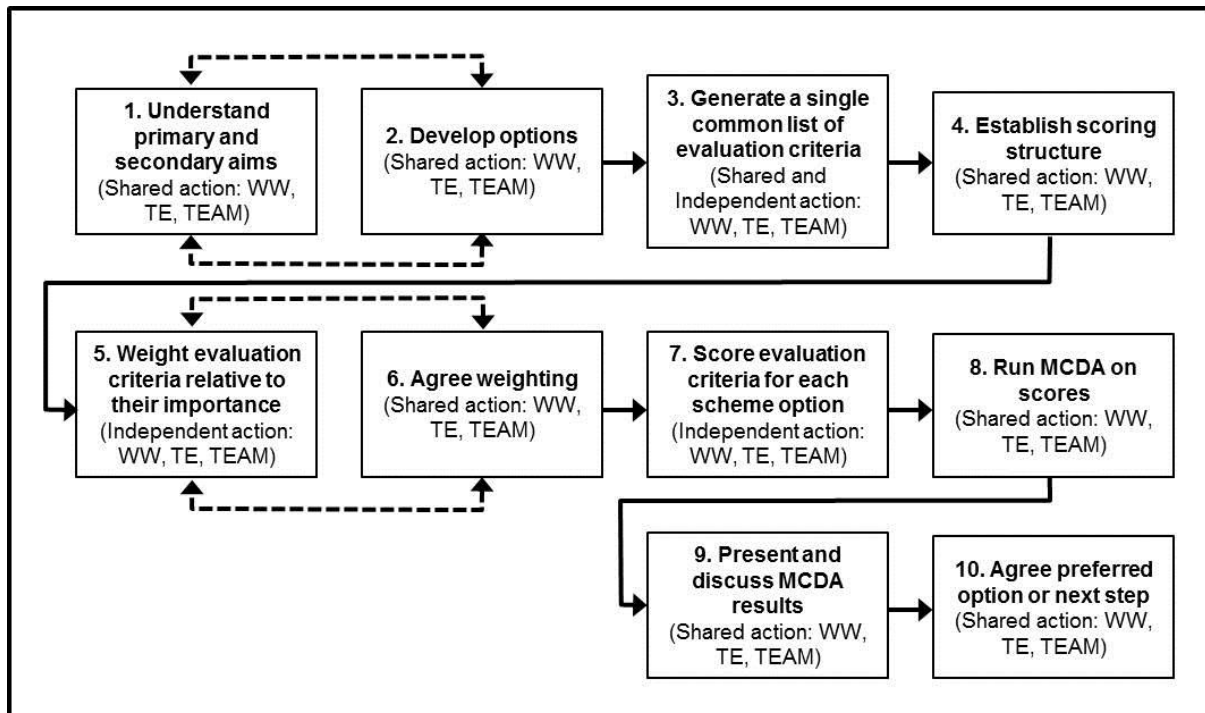 1. Understand
primary and
secondary aims
(Shared action: WW,
TE, TEAM)
2. Develop options
(Shared action: WW,
TE, TEAM)
3. Generate a single
common list of
evaluation criteria
(Shared and
Independent action:
WW, TE, TEAM)
4. Establish scoring
structure
(Shared action: WW,
TE, TEAM)
5. Weight evaluation
criteria relative to
their importance
(Independent action:
WW, TE, TEAM)
6. Agree weighting
(Shared action: WW,
TE, TEAM)
7. Score evaluation
criteria for each
scheme option
(Independent action:
WW, TE, TEAM)
8. Run MCDA on
scores
(Shared action: WW,
TE, TEAM)
9. Present and
discuss MCDA
results
(Shared action: WW,
TE, TEAM)
10. Agree preferred
option or next step
(Shared action: WW,
TE, TEAM)